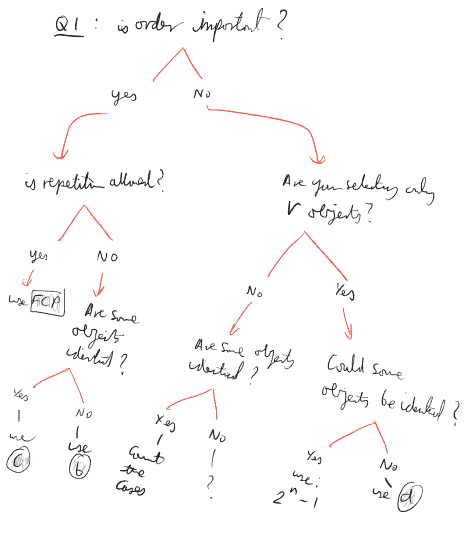 Q1 : is order important ?
yes
No
is repetition allowed?
Are you selecting only
r objects?
yes
NO
No
Yes
use FCP
Are some
objects
identical ?
Are some objects
identical ?
Could some
objects be identical ?
Yes
No
use
c
use
b
Yes
No
Count
the
Cases
?
Yes
No
use :
2^n - 1
use d